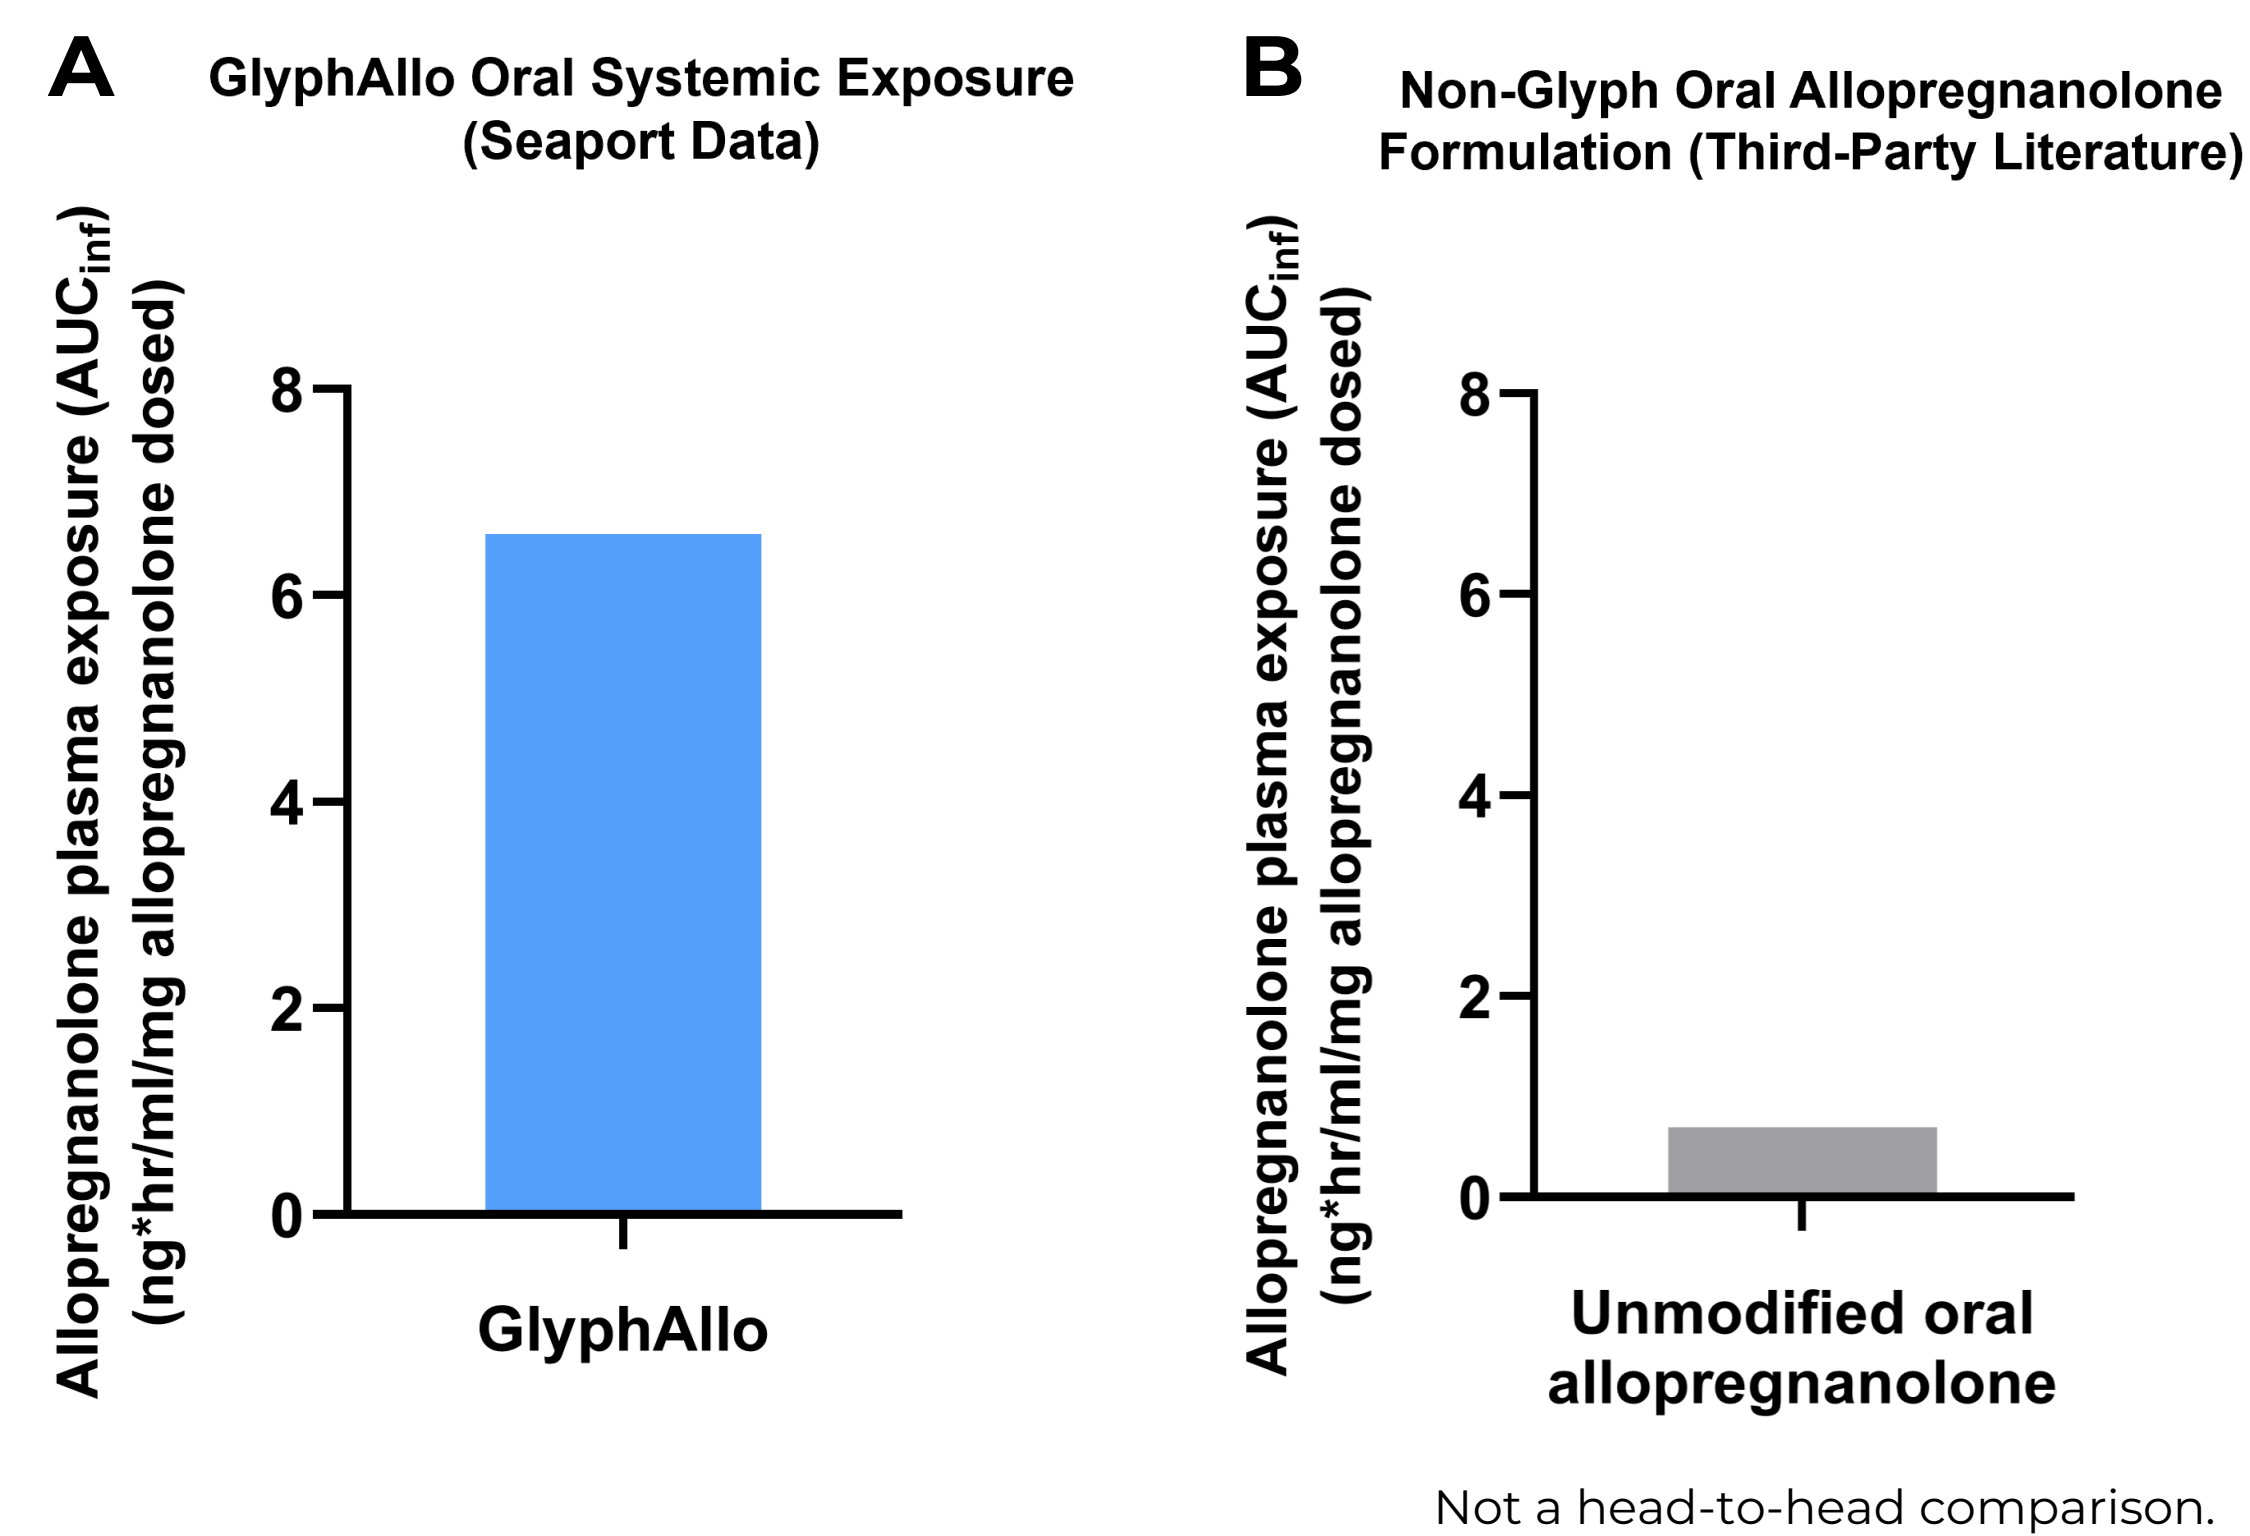 A
GlyphAllo Oral Systemic Exposure
(Seaport Data)
Allopregnanolone plasma exposure (AUCinf)
(ng*hr/ml/mg allopregnanolone dosed)
8
6
4
2
0
GlyphAllo
B
Non-Glyph Oral Allopregnanolone
Formulation (Third-Party Literature)
Allopregnanolone plasma exposure (AUCinf)
(ng*hr/ml/mg allopregnanolone dosed)
8
6
4
2
0
Unmodified oral
allopregnanolone
Not a head-to-head comparison.